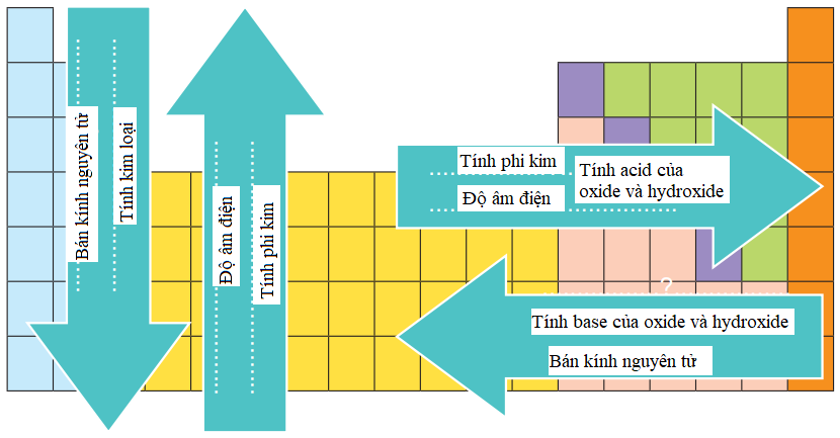 Bán kính nguyên tử
Tính kim loại
Độ âm điện
Tính phi kim
Tính phi kim
Độ âm điện
Tính acid của
oxide và hydroxide
?
Tính base của oxide và hydroxide
Bán kính nguyên tử